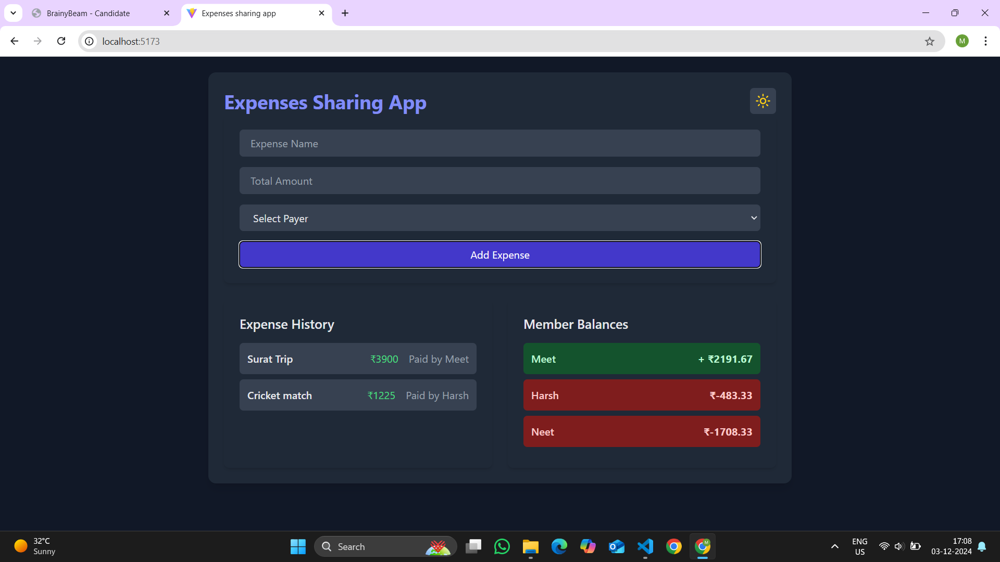 BrainyBeam - Candidate
Expenses sharing app
localhost:5173
M
Expenses Sharing App
Expense Name
Total Amount
Select Payer
Add Expense
Expense History
Surat Trip ₹3900 Paid by Meet
Cricket match ₹1225 Paid by Harsh
Member Balances
Meet + ₹2191.67
Harsh ₹-483.33
Neet ₹-1708.33
32°C
Sunny
Search
M
ENG
US
17:08
03-12-2024